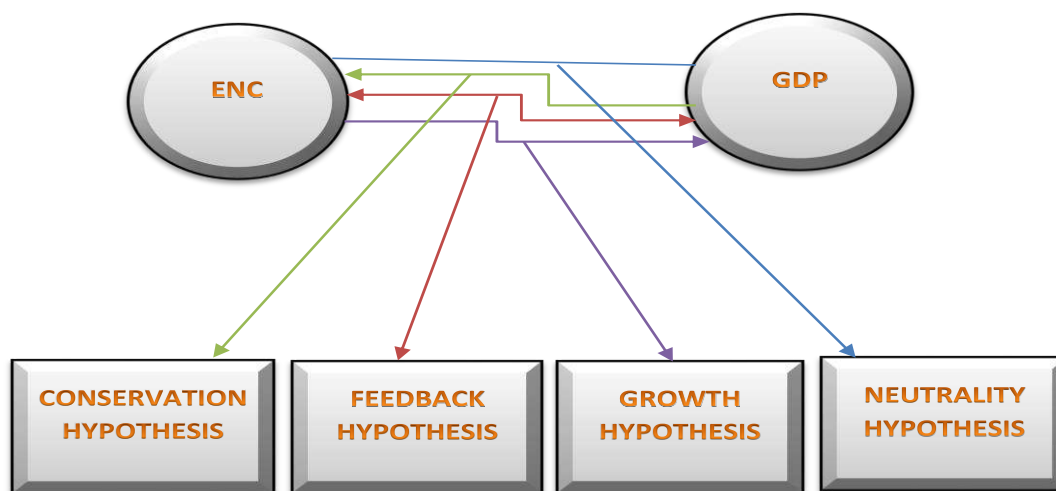 ENC
GDP
CONSERVATION
HYPOTHESIS
FEEDBACK
HYPOTHESIS
GROWTH
HYPOTHESIS
NEUTRALITY
HYPOTHESIS